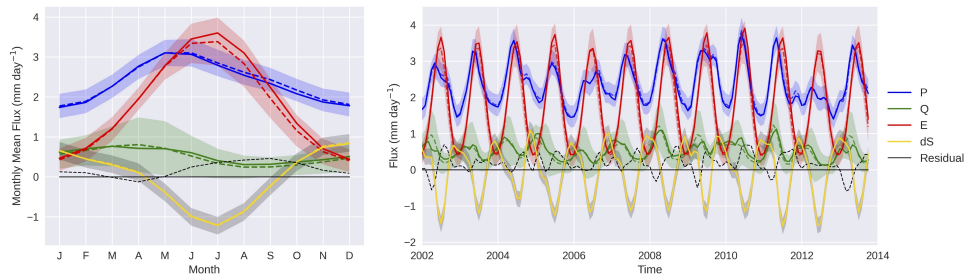 4
3
2
1
0
−1
Monthly Mean Flux (mm day⁻¹)
J F M A M J J A S O N D
Month
4
3
2
1
0
−1
−2
Flux (mm day⁻¹)
2002 2004 2006 2008 2010 2012 2014
Time
P
Q
E
dS
Residual